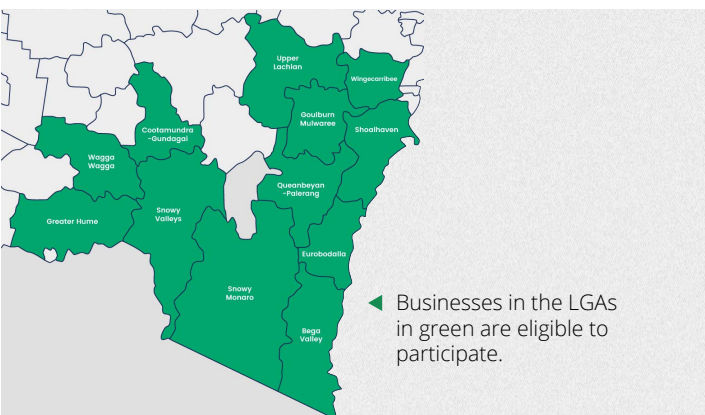 Upper
Lachlan
Wingecarribee
Goulburn
Mulwaree
Shoalhaven
Cootamundra
-Gundagai
Wagga
Wagga
Queanbeyan
-Palerang
Snowy
Valleys
Greater Hume
Eurobodalla
Snowy
Monaro
Bega
Valley
Businesses in the LGAs
in green are eligible to
participate.